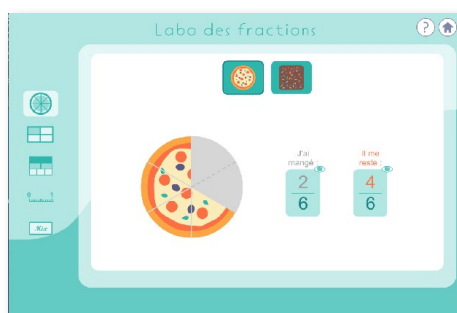 Labo des fractions
?
J'ai
mangé :
2
6
Il me
reste :
4
6
Mix